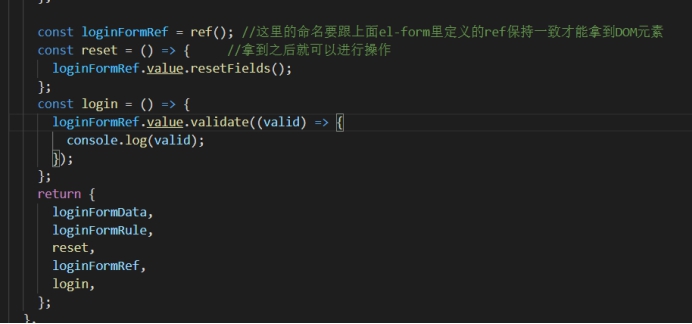 };
const loginFormRef = ref(); //这里的命名要跟上面el-form里定义的ref保持一致才能拿到DOM元素
const reset = () => {     //拿到之后就可以进行操作
  loginFormRef.value.resetFields();
};
const login = () => {
  loginFormRef.value.validate((valid) => {
    console.log(valid);
  });
};
return {
  loginFormData,
  loginFormRule,
  reset,
  loginFormRef,
  login,
};
},